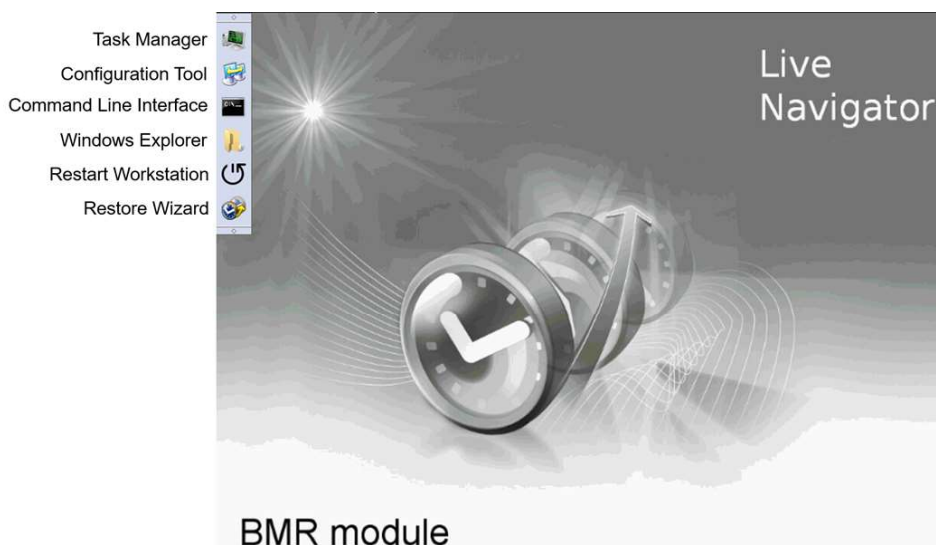 Task Manager
Configuration Tool
Command Line Interface
Windows Explorer
Restart Workstation
Restore Wizard
Live
Navigator
BMR module